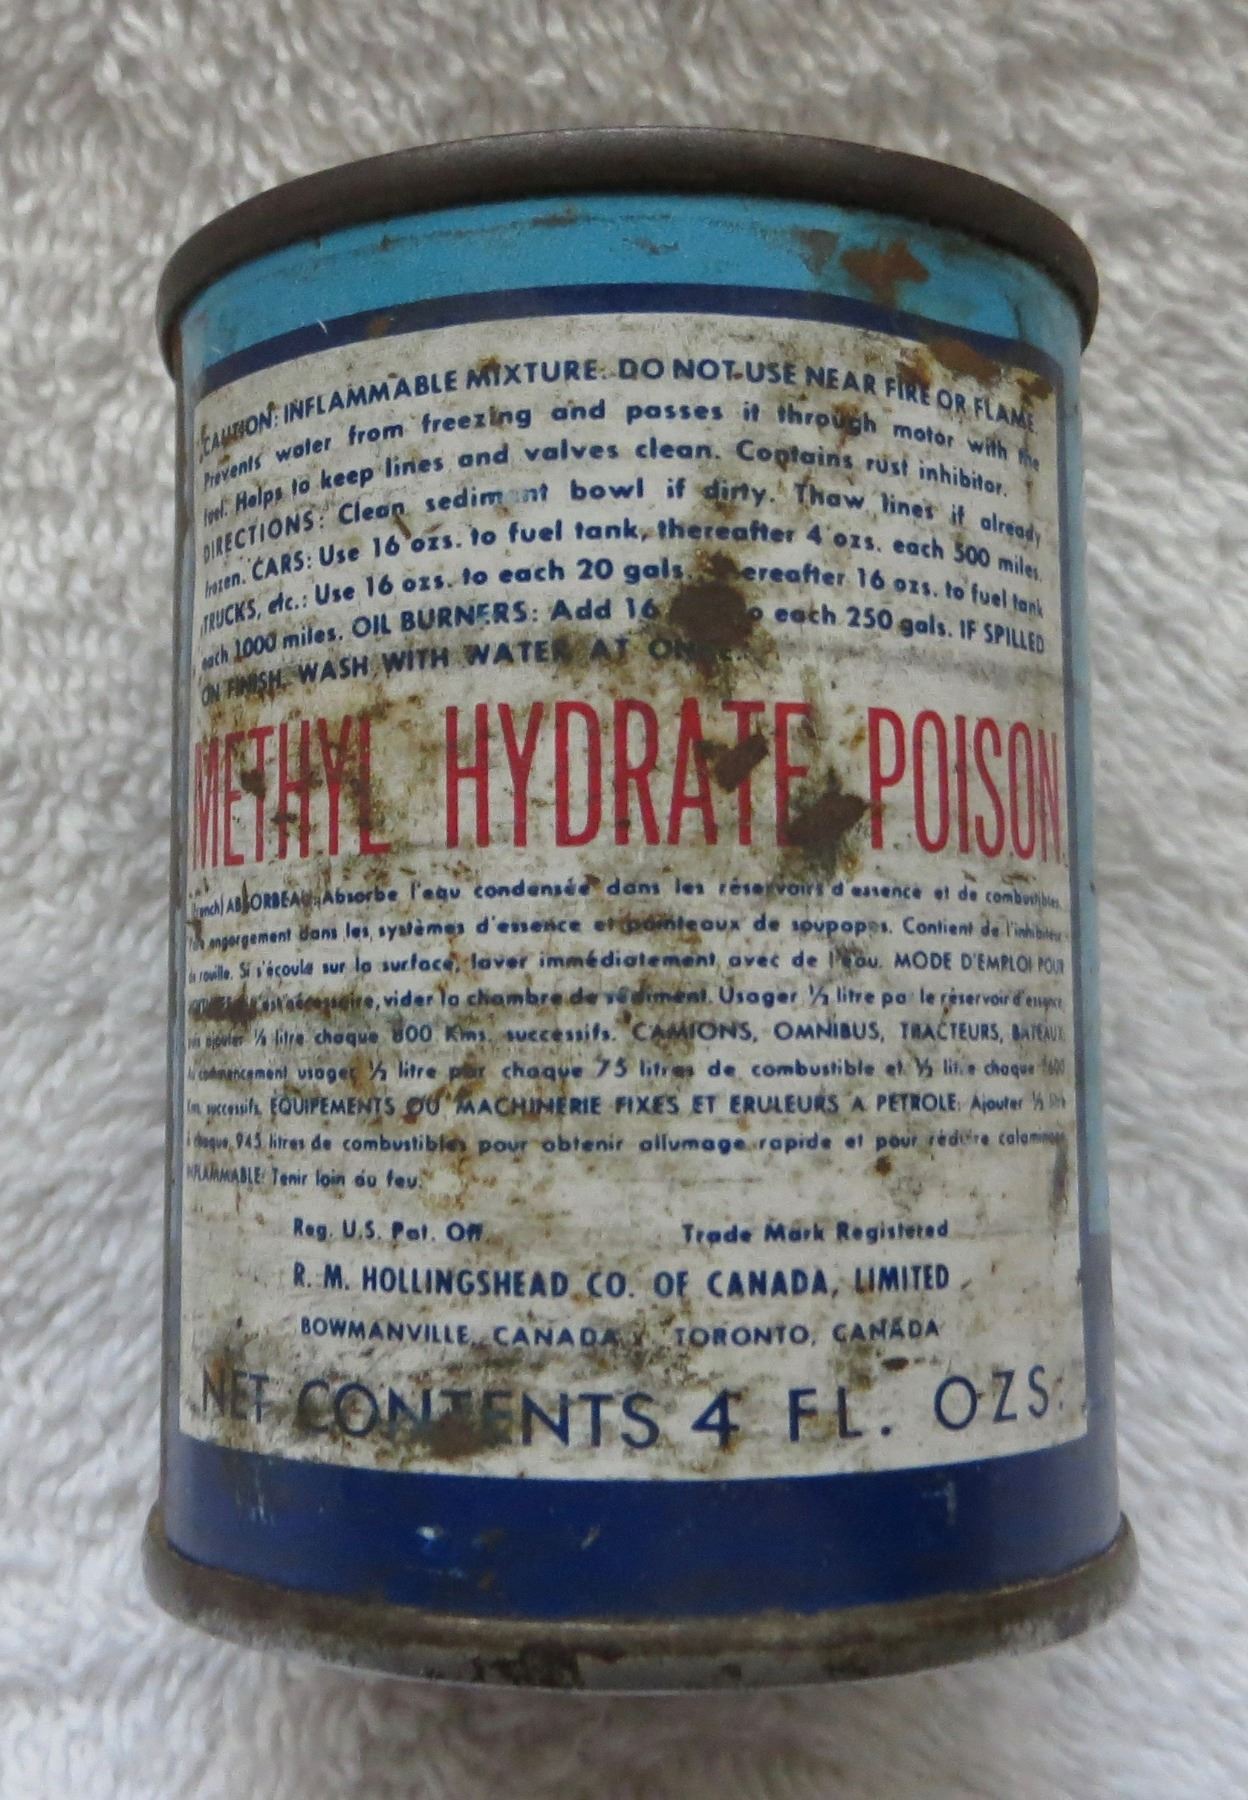 CAUTION: INFLAMMABLE MIXTURE: DO NOT USE NEAR FIRE OR FLAME.
Prevents water from freezing and passes it through motor with the
fuel. Helps to keep lines and valves clean. Contains rust inhibitor.
DIRECTIONS: Clean sediment bowl if dirty. Thaw lines if already
frozen. CARS: Use 16 ozs. to fuel tank, thereafter 4 ozs. each 500 miles.
TRUCKS, etc.: Use 16 ozs. to each 20 gals. thereafter 16 ozs. to fuel tank
each 1000 miles. OIL BURNERS: Add 16 to each 250 gals. IF SPILLED
ON FINISH, WASH WITH WATER AT ONCE.
METHYL HYDRATE POISON.
(French) Absorbe l'eau condensée dans les réservoirs d'essence et de combustibles.
engorgement dans les systèmes d'essence et pointeaux de soupopes. Contient de l'inhibiteur
de rouille. Si s'écoule sur la surface, laver immédiatement avec de l'eau. MODE D'EMPLOI POUR
nécessaire, vider la chambre de sédiment. Usager ½ litre par le réservoir d'essence,
puis ajouter ⅛ litre chaque 800 Kms. successifs. CAMIONS, OMNIBUS, TRACTEURS, BATEAUX:
Au commencement usager ½ litre par chaque 75 litres de combustible et ½ litre chaque 1600
Kms. successifs. ÉQUIPEMENTS OU MACHINERIE FIXES ET ERULEURS A PETROLE: Ajouter ½ litre
à chaque 945 litres de combustibles pour obtenir allumage rapide et pour réduire calaminage
INFLAMMABLE: Tenir loin du feu.
Reg. U.S. Pat. Off. Trade Mark Registered
R. M. HOLLINGSHEAD CO. OF CANADA, LIMITED
BOWMANVILLE, CANADA TORONTO, CANADA
NET CONTENTS 4 FL. OZS.